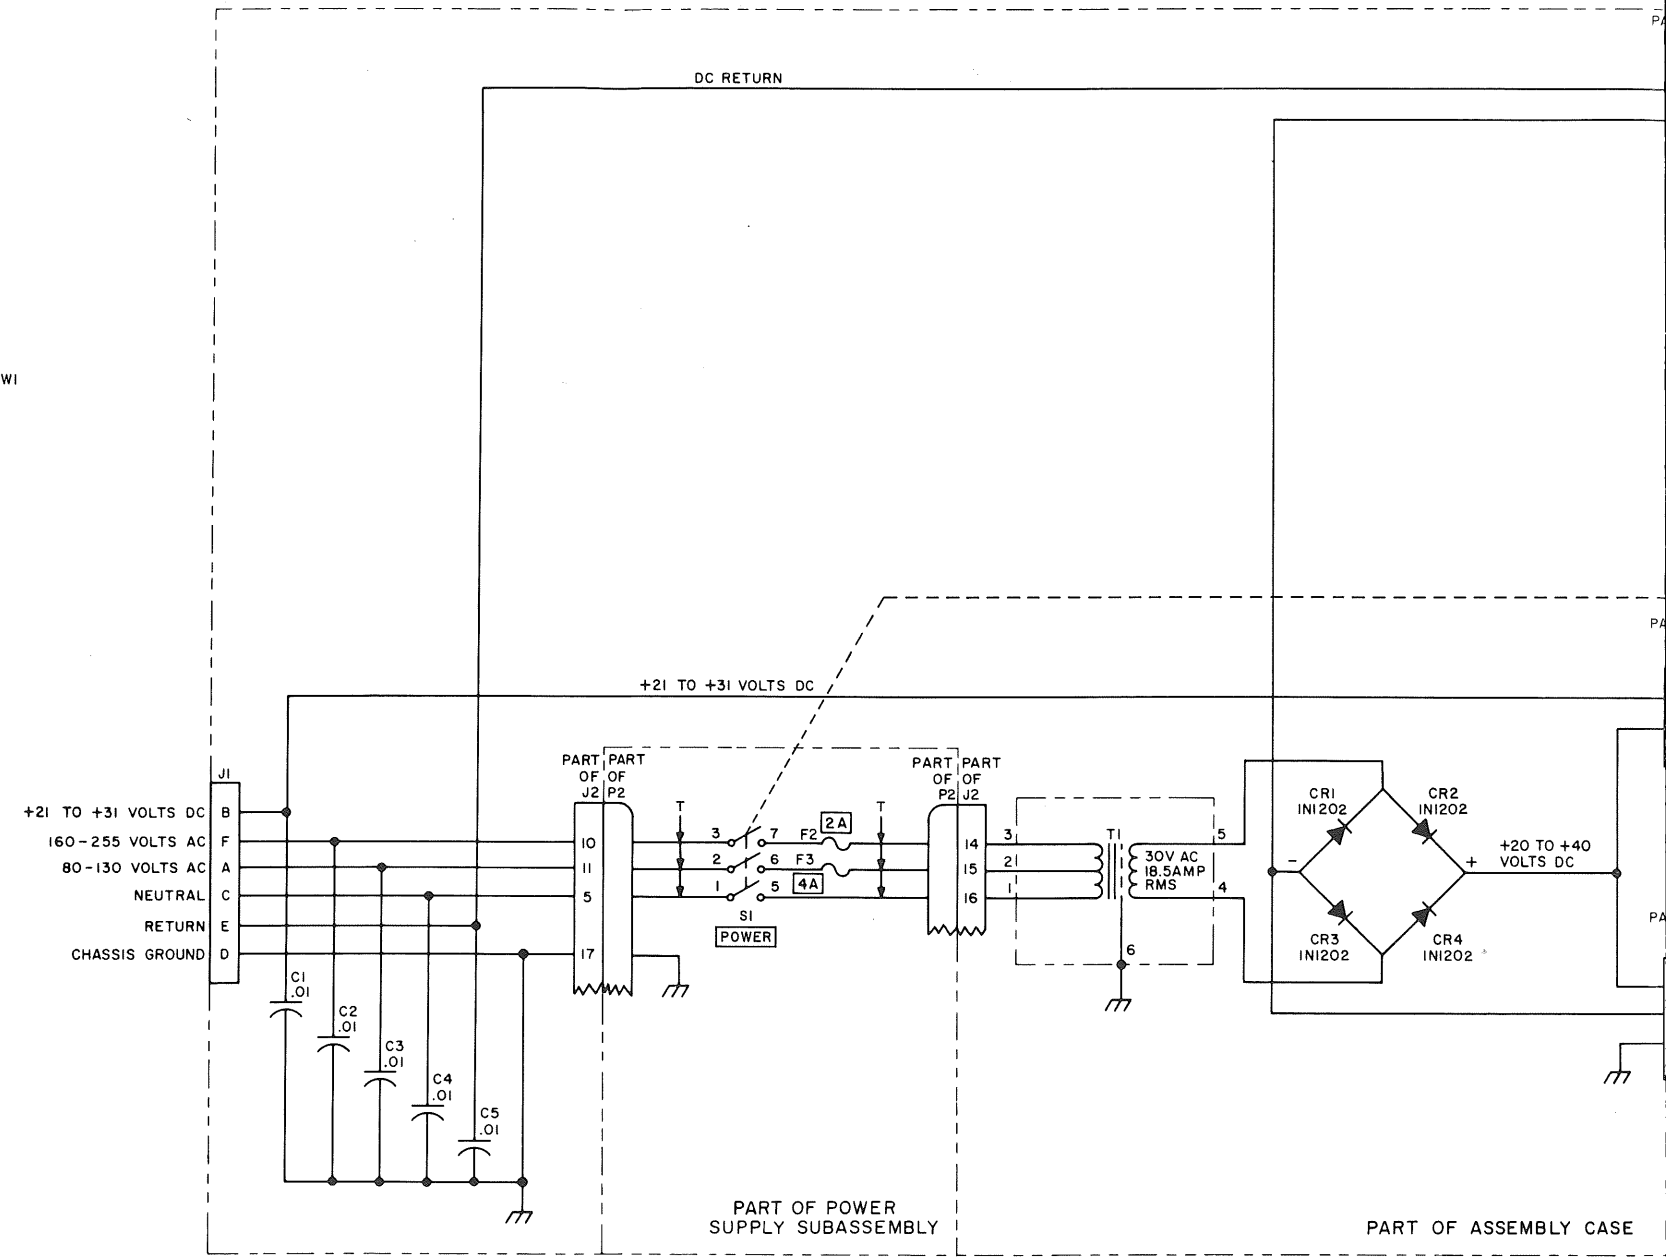 PA
DC RETURN
W1
PA
+21 TO +31 VOLTS DC
PART PART
OF OF
J2 P2
PART PART
OF OF
P2 J2
J1
+21 TO +31 VOLTS DC B
160-255 VOLTS AC F
80-130 VOLTS AC A
NEUTRAL C
RETURN E
CHASSIS GROUND D
10
11
5
17
T
T
3 7 F2 2A
2 6 F3 4A
1 5
S1
POWER
14
15
16
3
2
1
T1
30V AC
18.5AMP
RMS
5
4
6
CR1
1N1202
CR2
1N1202
CR3
1N1202
CR4
1N1202
-
+
+20 TO +40
VOLTS DC
PA
C1
.01
C2
.01
C3
.01
C4
.01
C5
.01
PART OF POWER
SUPPLY SUBASSEMBLY
PART OF ASSEMBLY CASE